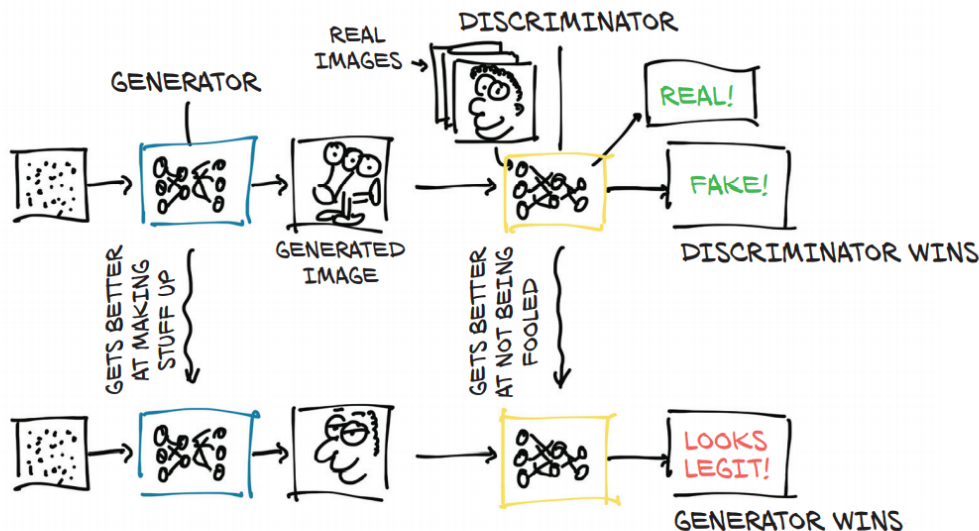 DISCRIMINATOR
REAL
IMAGES
GENERATOR
REAL!
FAKE!
GENERATED
IMAGE
DISCRIMINATOR WINS
GETS BETTER
AT MAKING
STUFF UP
GETS BETTER
AT NOT BEING
FOOLED
LOOKS
LEGIT!
GENERATOR WINS